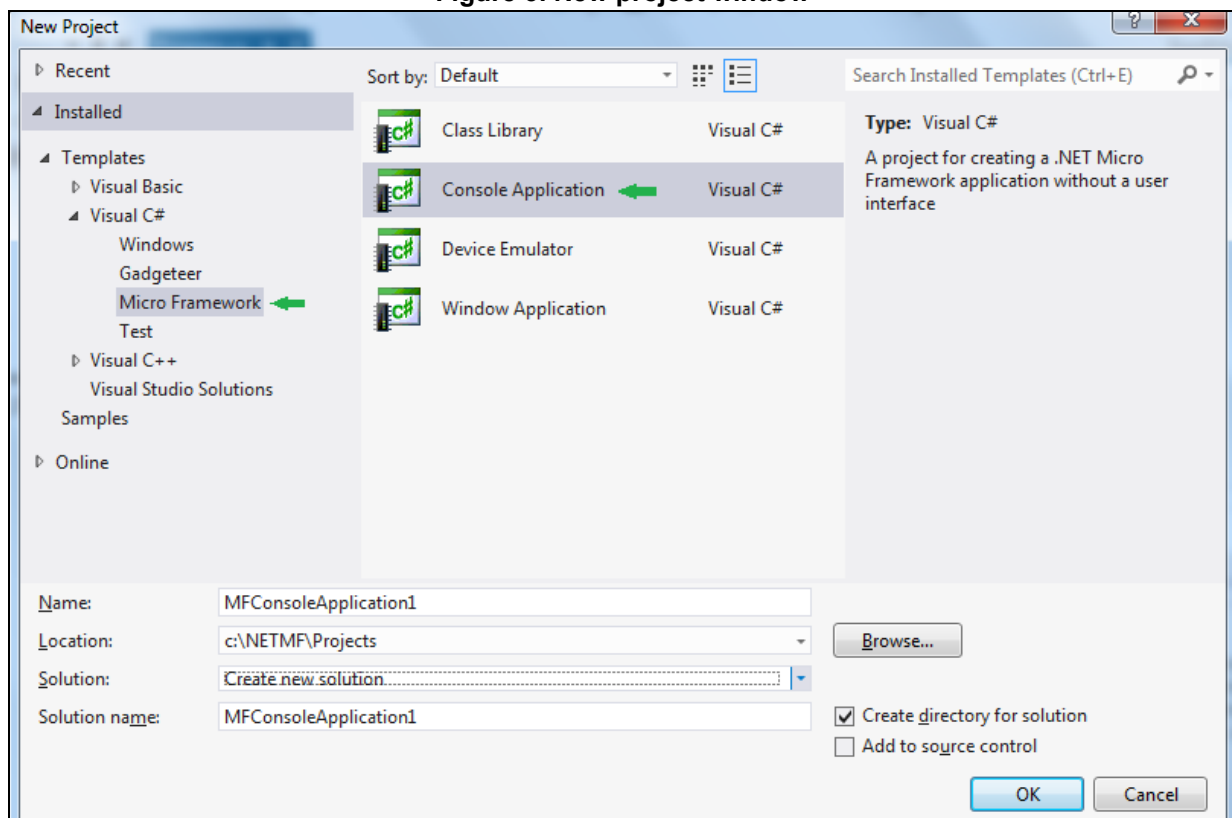 New Project
Recent
Installed
Templates
Visual Basic
Visual C#
Windows
Gadgeteer
Micro Framework
Test
Visual C++
Visual Studio Solutions
Samples
Online
Sort by: Default
Class Library Visual C#
Console Application Visual C#
Device Emulator Visual C#
Window Application Visual C#
Search Installed Templates (Ctrl+E)
Type: Visual C#
A project for creating a .NET Micro
Framework application without a user
interface
Name: MFConsoleApplication1
Location: c:\NETMF\Projects
Browse...
Solution: Create new solution
Solution name: MFConsoleApplication1
Create directory for solution
Add to source control
OK Cancel